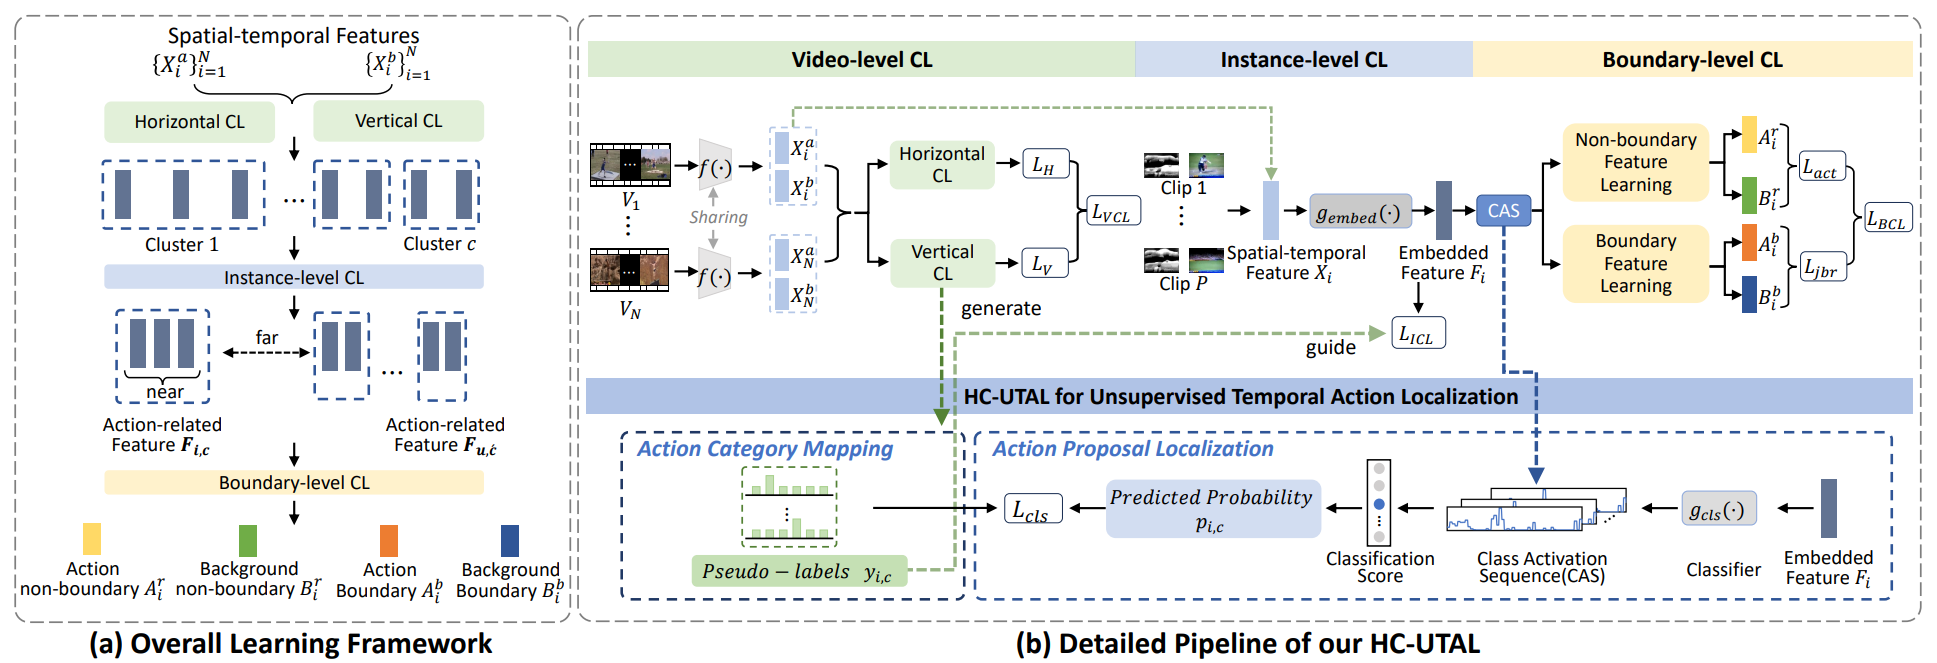 Spatial-temporal Features
{X_i^a}_{i=1}^N
{X_i^b}_{i=1}^N
Horizontal CL
Vertical CL
...
Cluster 1
Cluster c
Instance-level CL
far
near
...
Action-related
Feature F_{i,c}
Action-related
Feature F_{u,ć}
Boundary-level CL
Action
non-boundary A_i^r
Background
non-boundary B_i^r
Action
Boundary A_i^b
Background
Boundary B_i^b
(a) Overall Learning Framework
Video-level CL
Instance-level CL
Boundary-level CL
V_1
f(·)
X_i^a
X_i^b
Sharing
V_N
f(·)
X_N^a
X_N^b
Horizontal
CL
L_H
Vertical
CL
L_V
L_{VCL}
generate
Clip 1
Clip P
Spatial-temporal
Feature X_i
g_{embed}(·)
Embedded
Feature F_i
L_{ICL}
guide
CAS
Non-boundary
Feature
Learning
Boundary
Feature
Learning
A_i^r
B_i^r
A_i^b
B_i^b
L_{act}
L_{jbr}
L_{BCL}
HC-UTAL for Unsupervised Temporal Action Localization
Action Category Mapping
Pseudo-labels y_{i,c}
Action Proposal Localization
L_{cls}
Predicted Probability
p_{i,c}
Classification
Score
Class Activation
Sequence(CAS)
g_{cls}(·)
Classifier
Embedded
Feature F_i
(b) Detailed Pipeline of our HC-UTAL